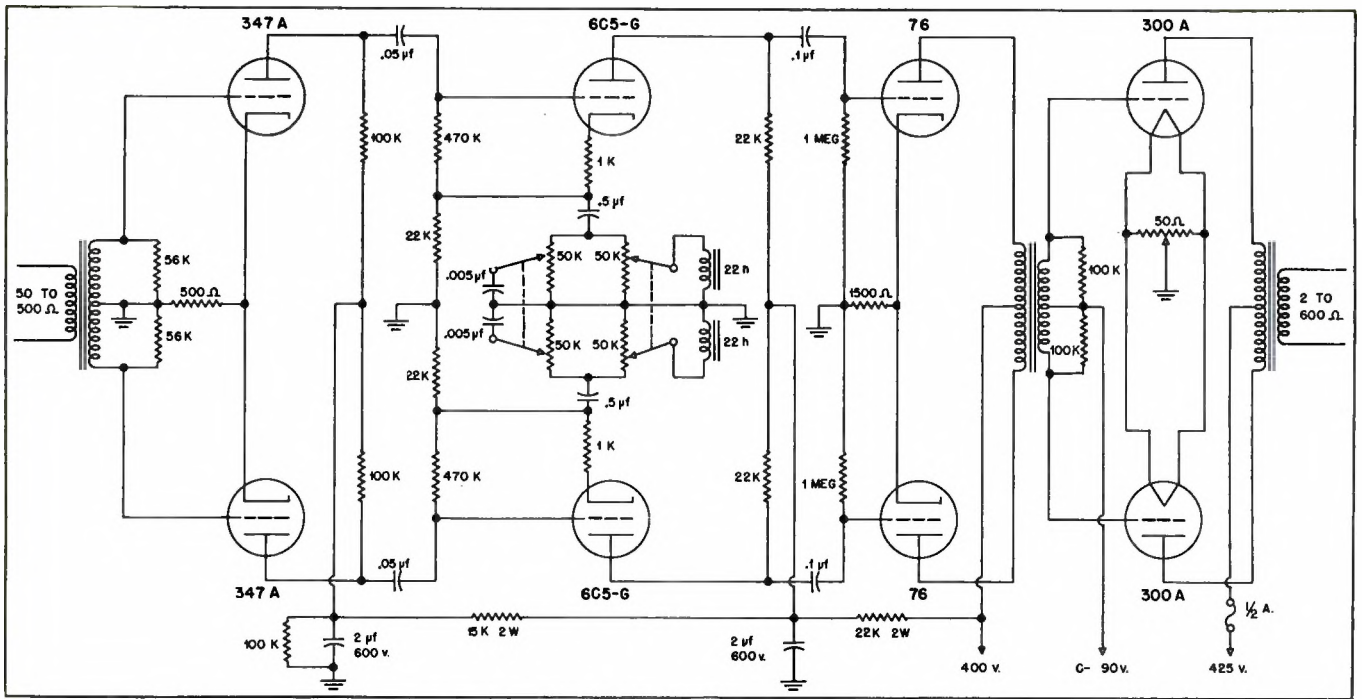 347 A
6C5-G
76
300 A
.05 µf
.1 µf
100 K
470 K
1 K
.5 µf
22 K
1 MEG
22 K
50 Ω
50 TO
500 Ω
56 K
500 Ω
56 K
.005 µf
.005 µf
50 K
50 K
50 K
50 K
22 h
22 h
1500 Ω
100 K
100 K
2 TO
600 Ω
22 K
.5 µf
1 K
100 K
470 K
22 K
1 MEG
.05 µf
.1 µf
347 A
6C5-G
76
300 A
100 K
2 µf
600 v.
15 K 2 W
2 µf
600 v.
22 K 2 W
400 v.
C- 90 v.
425 v.
1/2 A.